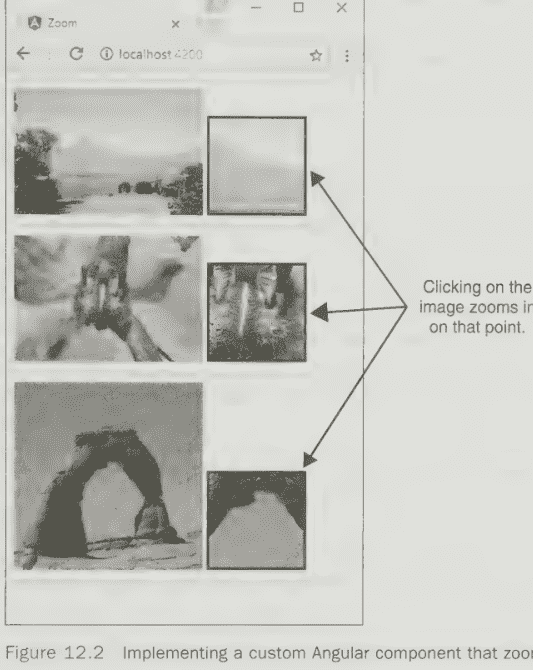 Zoom
localhost:4200
Clicking on the
image zooms in
on that point.
Figure 12.2 Implementing a custom Angular component that